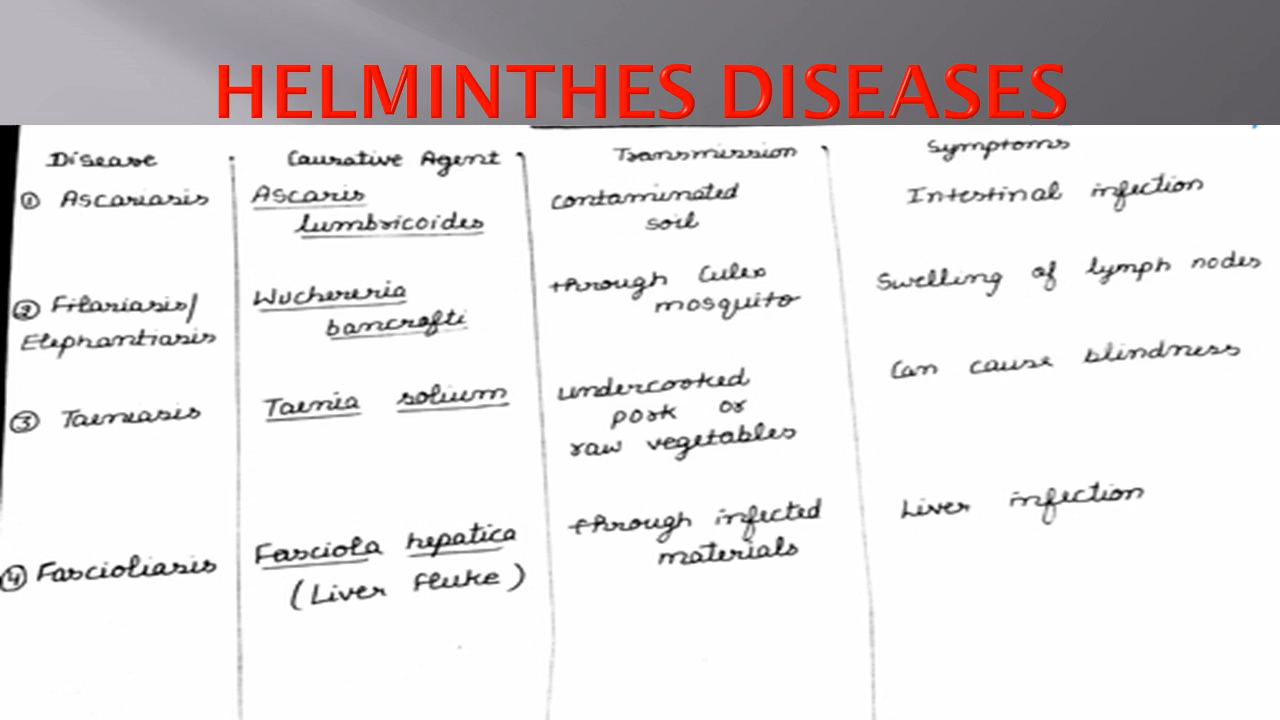 HELMINTHES DISEASES
Disease Causative Agent Transmission Symptoms
① Ascariasis Ascaris contaminated Intestinal infection
lumbricoides soil
② Filariasis/ Wuchereria through Culex Swelling of lymph nodes
Elephantiasis bancrofti mosquito
③ Taeniasis Taenia solium undercooked Can cause blindness
pork or
raw vegetables
④ Fascioliasis Fasciola hepatica through infected Liver infection
(Liver fluke) materials